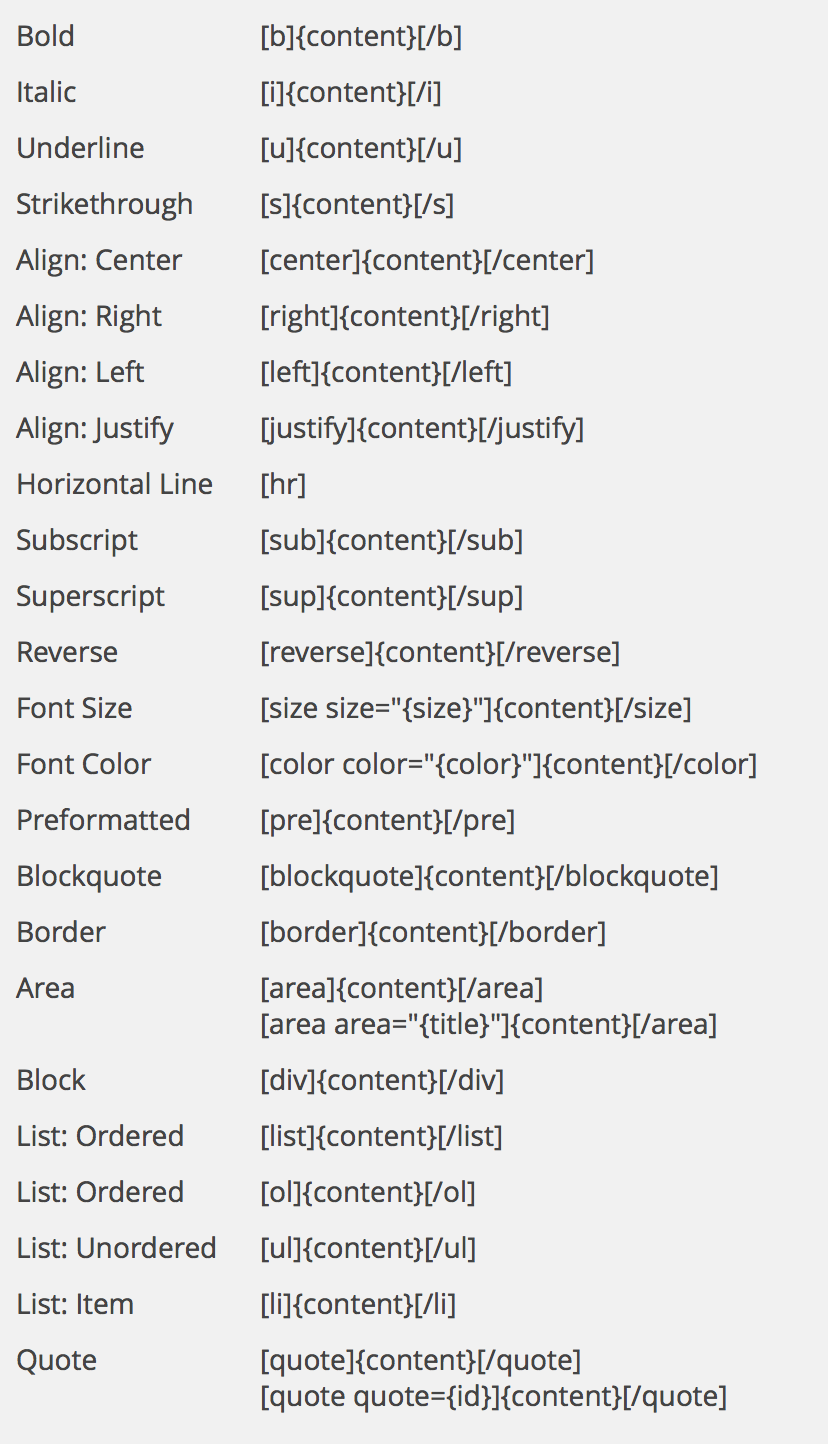 Bold [b]{content}[/b]
Italic [i]{content}[/i]
Underline [u]{content}[/u]
Strikethrough [s]{content}[/s]
Align: Center [center]{content}[/center]
Align: Right [right]{content}[/right]
Align: Left [left]{content}[/left]
Align: Justify [justify]{content}[/justify]
Horizontal Line [hr]
Subscript [sub]{content}[/sub]
Superscript [sup]{content}[/sup]
Reverse [reverse]{content}[/reverse]
Font Size [size size="{size}"]{content}[/size]
Font Color [color color="{color}"]{content}[/color]
Preformatted [pre]{content}[/pre]
Blockquote [blockquote]{content}[/blockquote]
Border [border]{content}[/border]
Area [area]{content}[/area]
[area area="{title}"]{content}[/area]
Block [div]{content}[/div]
List: Ordered [list]{content}[/list]
List: Ordered [ol]{content}[/ol]
List: Unordered [ul]{content}[/ul]
List: Item [li]{content}[/li]
Quote [quote]{content}[/quote]
[quote quote={id}]{content}[/quote]